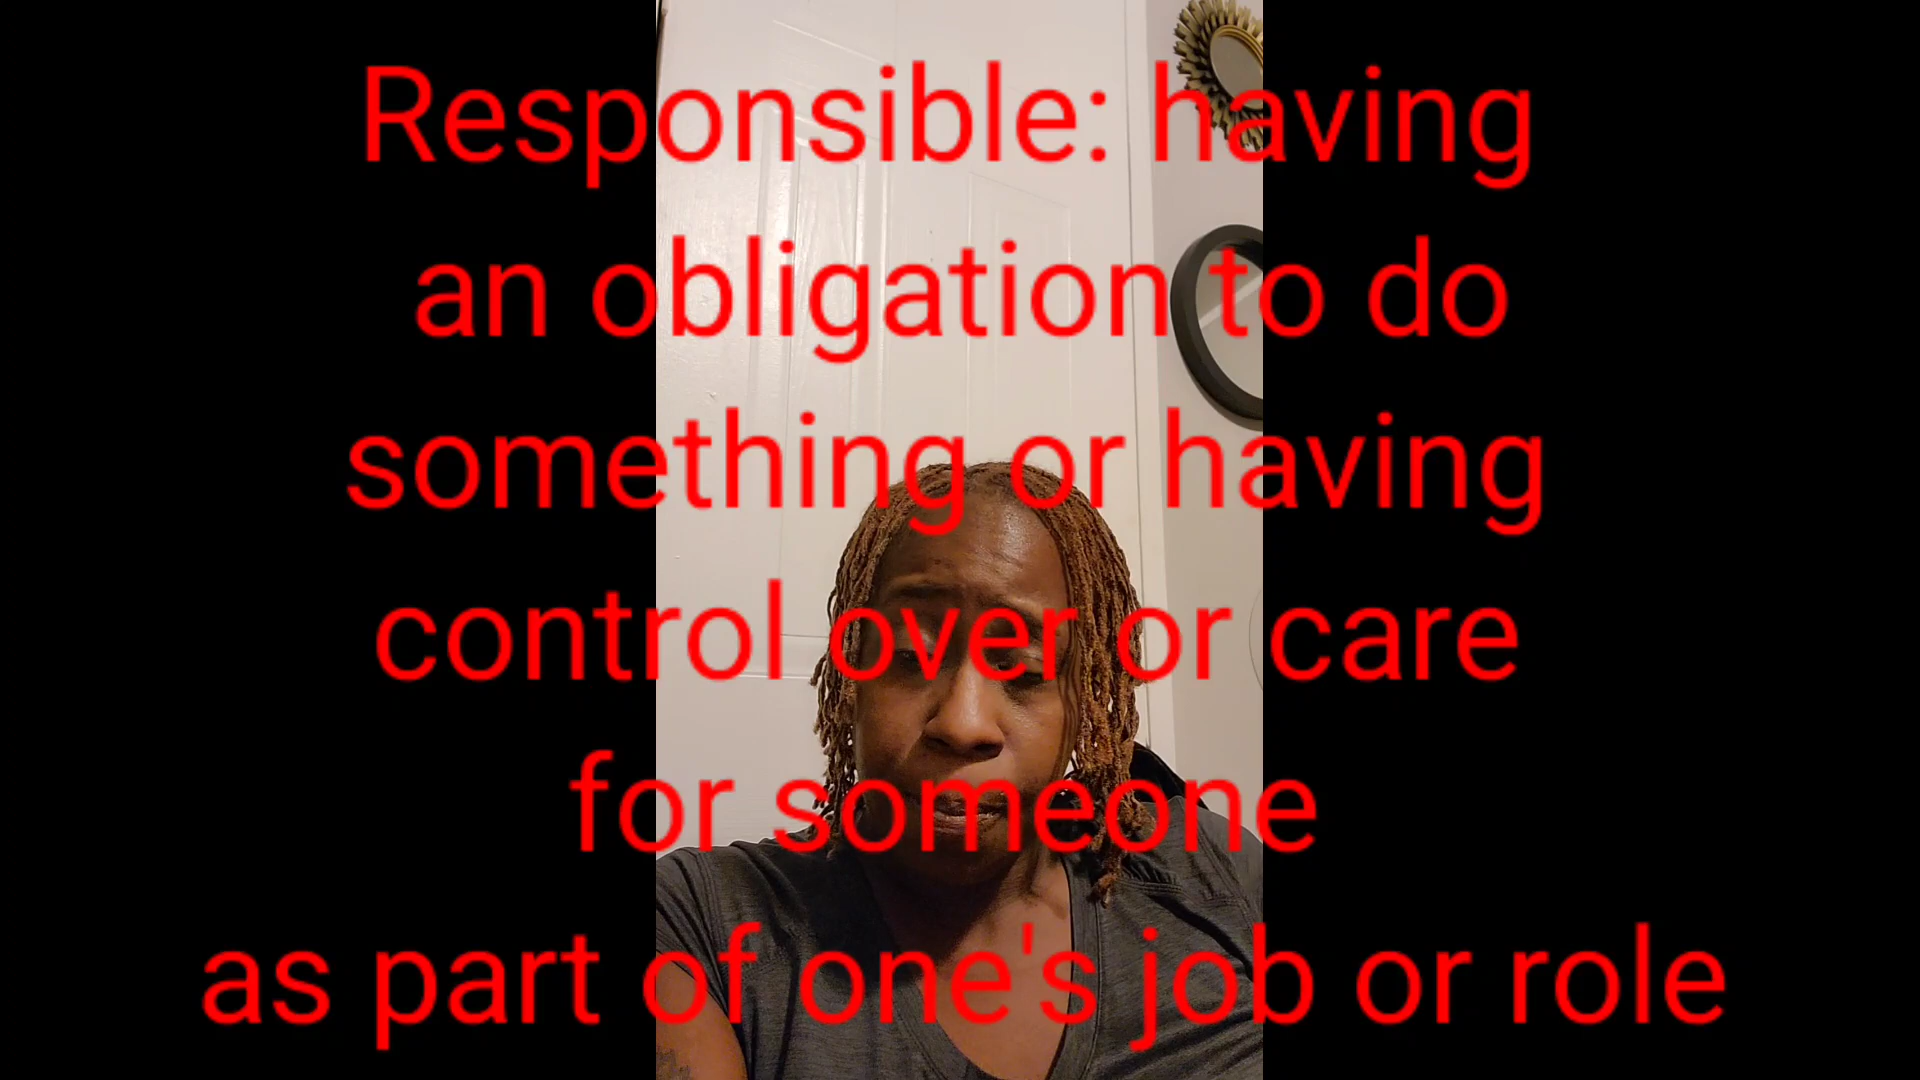 Responsible: having
an obligation to do
something or having
control over or care
for someone
as part of one's job or role